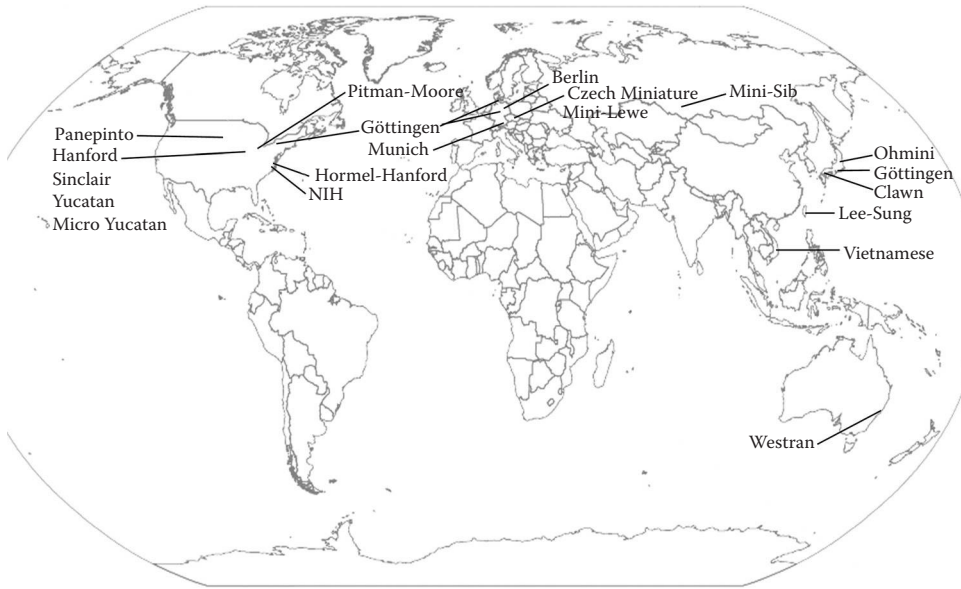 Pitman-Moore
Berlin
Czech Miniature
Mini-Lewe
Mini-Sib
Panepinto
Göttingen
Hanford
Munich
Ohmini
Sinclair
Hormel-Hanford
Göttingen
Yucatan
NIH
Clawn
Micro Yucatan
Lee-Sung
Vietnamese
Westran